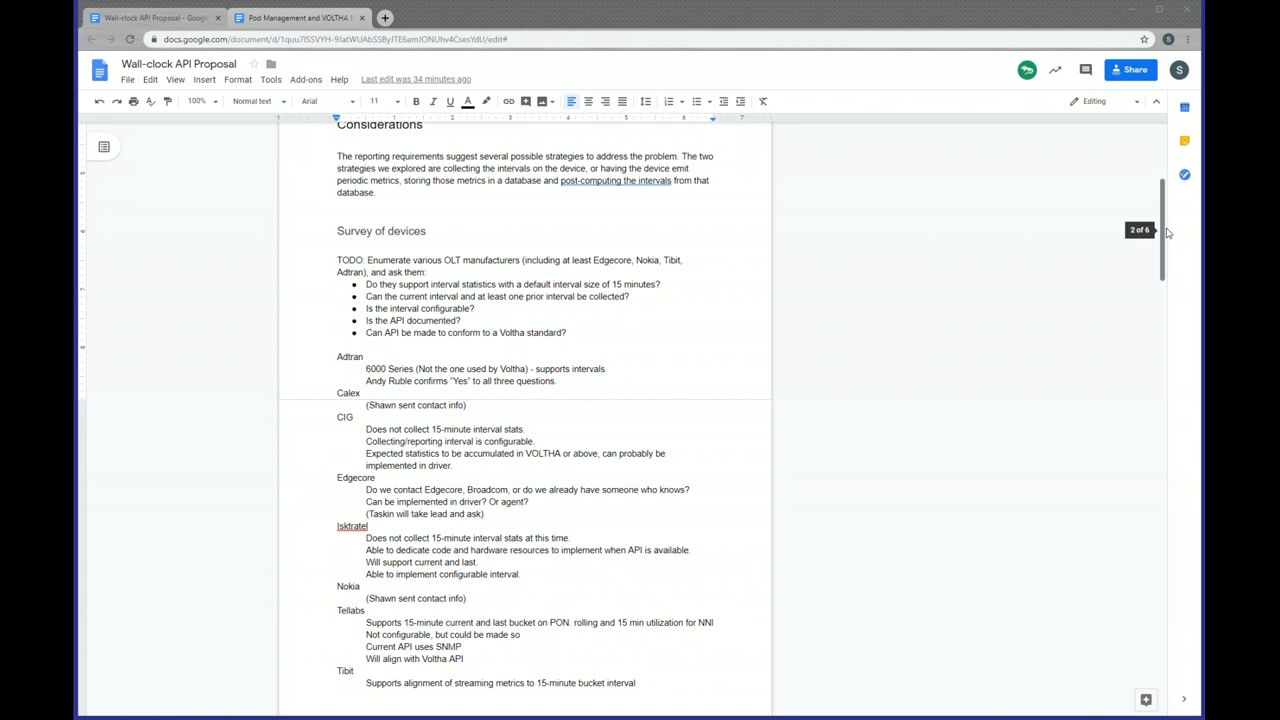 Wall-clock API Proposal - Google
Pod Management and VOLTHA
docs.google.com/document/d/1quu7ISSVYH-9JatWUAbSSByJTE6amJONUhv4CsesYdU/edit#
S
Wall-clock API Proposal
File Edit View Insert Format Tools Add-ons Help Last edit was 34 minutes ago
Share
S
100% Normal text Arial 11 B I U A Editing
1 1 2 3 4 5 6 7
Considerations
The reporting requirements suggest several possible strategies to address the problem. The two
strategies we explored are collecting the intervals on the device, or having the device emit
periodic metrics, storing those metrics in a database and post-computing the intervals from that
database.
Survey of devices
2 of 6
TODO: Enumerate various OLT manufacturers (including at least Edgecore, Nokia, Tibit,
Adtran), and ask them:
● Do they support interval statistics with a default interval size of 15 minutes?
● Can the current interval and at least one prior interval be collected?
● Is the interval configurable?
● Is the API documented?
● Can API be made to conform to a Voltha standard?
Adtran
6000 Series (Not the one used by Voltha) - supports intervals
Andy Ruble confirms "Yes" to all three questions.
Calex
(Shawn sent contact info)
CIG
Does not collect 15-minute interval stats.
Collecting/reporting interval is configurable.
Expected statistics to be accumulated in VOLTHA or above, can probably be
implemented in driver.
Edgecore
Do we contact Edgecore, Broadcom, or do we already have someone who knows?
Can be implemented in driver? Or agent?
(Taskin will take lead and ask)
Isktratel
Does not collect 15-minute interval stats at this time.
Able to dedicate code and hardware resources to implement when API is available.
Will support current and last.
Able to implement configurable interval.
Nokia
(Shawn sent contact info)
Tellabs
Supports 15-minute current and last bucket on PON. rolling and 15 min utilization for NNI
Not configurable, but could be made so
Current API uses SNMP
Will align with Voltha API
Tibit
Supports alignment of streaming metrics to 15-minute bucket interval